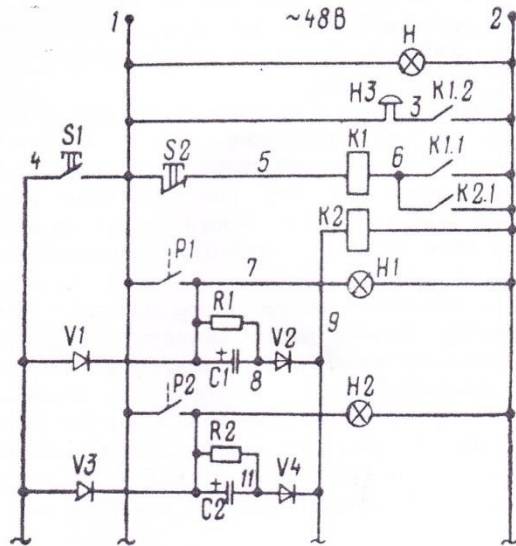 1 ~48В 2
Н
Н3 3 К1.2
S1 S2 К1 К1.1
4 5 6
К2.1
К2
Р1 7 Н1
R1 9
V1 + V2
С1 8
Р2 Н2
R2
V3 + 11 V4
С2